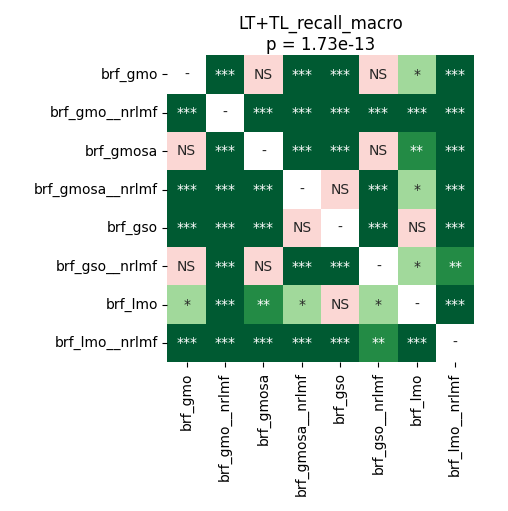 LT+TL_recall_macro
p = 1.73e-13
brf_gmo - *** NS *** *** NS * ***
brf_gmo__nrlmf *** - *** *** *** *** *** ***
brf_gmosa NS *** - *** *** NS ** ***
brf_gmosa__nrlmf *** *** *** - NS *** * ***
brf_gso *** *** *** NS - *** NS ***
brf_gso__nrlmf NS *** NS *** *** - * **
brf_lmo * *** ** * NS * - ***
brf_lmo__nrlmf *** *** *** *** *** ** *** -
brf_gmo
brf_gmo__nrlmf
brf_gmosa
brf_gmosa__nrlmf
brf_gso
brf_gso__nrlmf
brf_lmo
brf_lmo__nrlmf